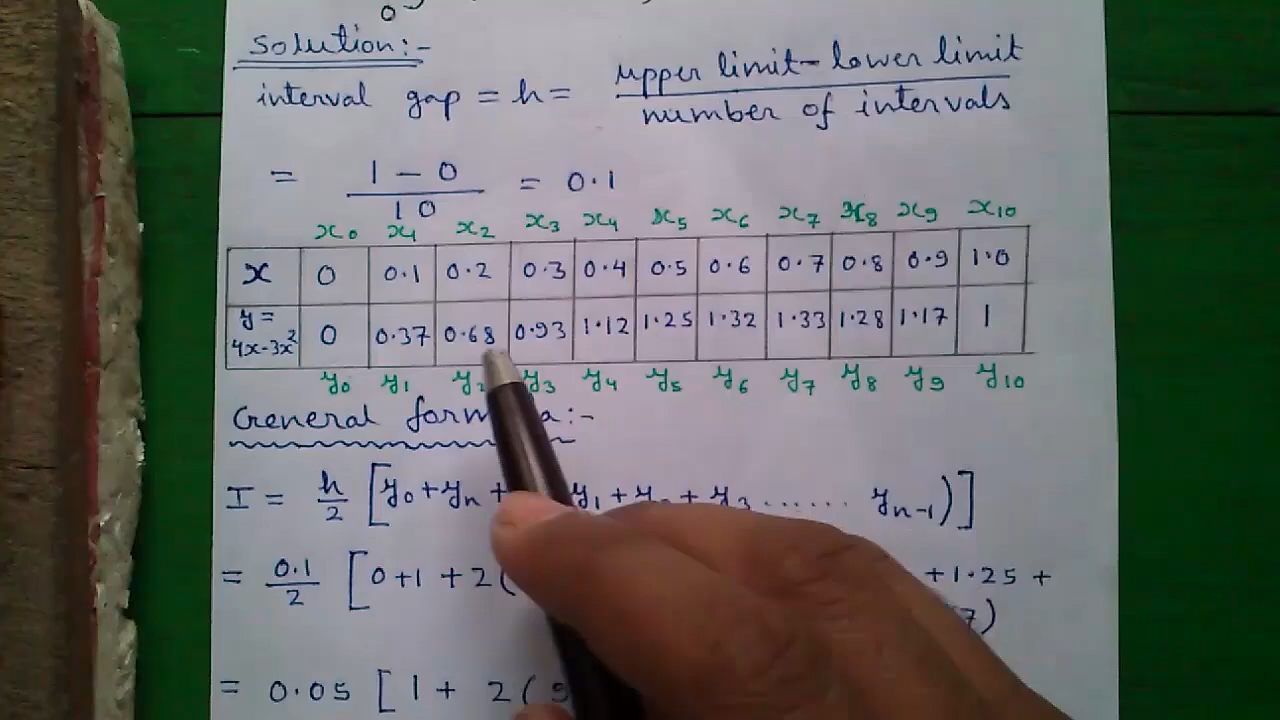 Solution:-
interval gap = h = upper limit - lower limit
number of intervals
= 1 - 0 = 0.1
10
x0 x1 x2 x3 x4 x5 x6 x7 x8 x9 x10
x 0 0.1 0.2 0.3 0.4 0.5 0.6 0.7 0.8 0.9 1.0
y = 4x-3x² 0 0.37 0.68 0.93 1.12 1.25 1.32 1.33 1.28 1.17 1
y0 y1 y2 y3 y4 y5 y6 y7 y8 y9 y10
General :-
I = h/2 [y0 + yn + y1 + + y3 ...... yn-1)]
= 0.1/2 [0+1 +2( +1.25 +
7)
= 0.05 [1 + 2(